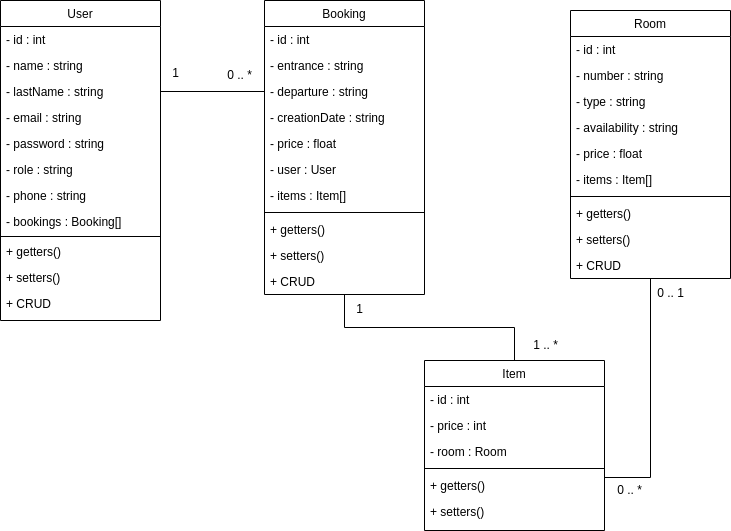 User
- id : int
- name : string
- lastName : string
- email : string
- password : string
- role : string
- phone : string
- bookings : Booking[]
+ getters()
+ setters()
+ CRUD
1
0 .. *
Booking
- id : int
- entrance : string
- departure : string
- creationDate : string
- price : float
- user : User
- items : Item[]
+ getters()
+ setters()
+ CRUD
1
1 .. *
Room
- id : int
- number : string
- type : string
- availability : string
- price : float
- items : Item[]
+ getters()
+ setters()
+ CRUD
0 .. 1
Item
- id : int
- price : int
- room : Room
+ getters()
+ setters()
0 .. *